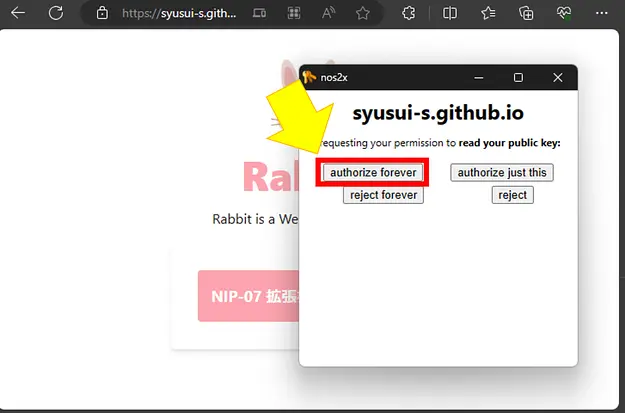 https://syusui-s.gith...
nos2x
syusui-s.github.io
requesting your permission to read your public key:
authorize forever
authorize just this
reject forever
reject
Rab
Rabbit is a We
NIP-07 拡張